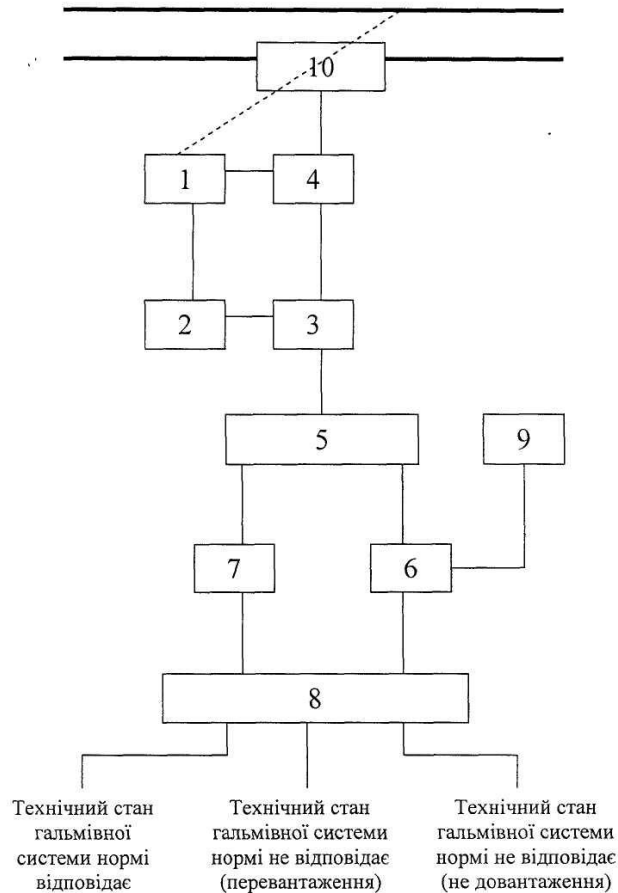 10
1
4
2
3
5
9
7
6
8
Технічний стан
гальмівної
системи нормі
відповідає
Технічний стан
гальмівної системи
нормі не відповідає
(перевантаження)
Технічний стан
гальмівної системи
нормі не відповідає
(не довантаження)